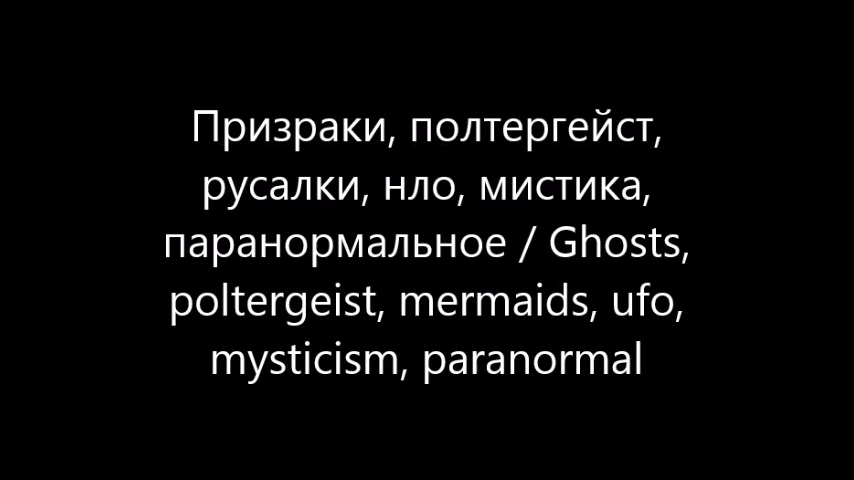 Призраки, полтергейст,
русалки, нло, мистика,
паранормальное / Ghosts,
poltergeist, mermaids, ufo,
mysticism, paranormal